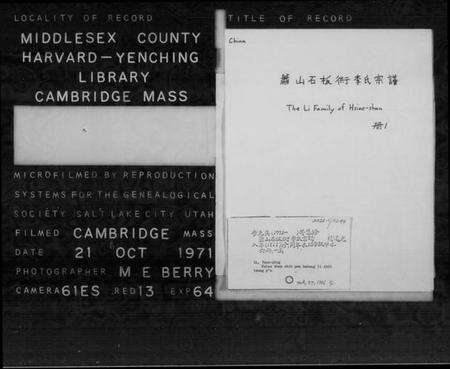 LOCALITY OF RECORD
MIDDLESEX COUNTY
HARVARD-YENCHING
LIBRARY
CAMBRIDGE MASS
MICROFILMED BY REPRODUCTION
SYSTEMS FOR THE GENEALOGICAL
SOCIETY SALT LAKE CITY UTAH
FILMED CAMBRIDGE MASS
DATE 21 OCT 1971
PHOTOGRAPHER M E BERRY
CAMERA 61ES RED 13 EXP 64
TITLE OF RECORD
China
蕭山石板衖李氏宗譜
The Li Family of Hsiao-shan
册1